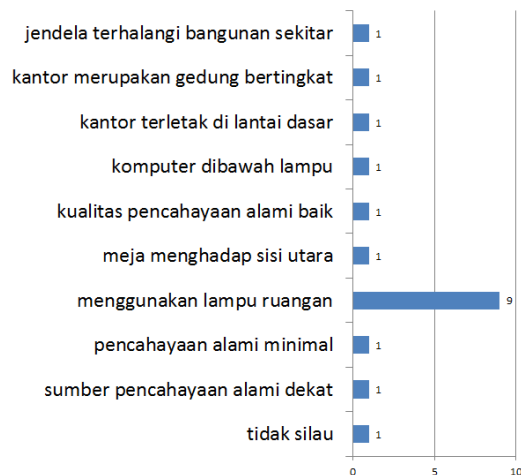 jendela terhalangi bangunan sekitar 1
kantor merupakan gedung bertingkat 1
kantor terletak di lantai dasar 1
komputer dibawah lampu 1
kualitas pencahayaan alami baik 1
meja menghadap sisi utara 1
menggunakan lampu ruangan 9
pencahayaan alami minimal 1
sumber pencahayaan alami dekat 1
tidak silau 1
0 5 10